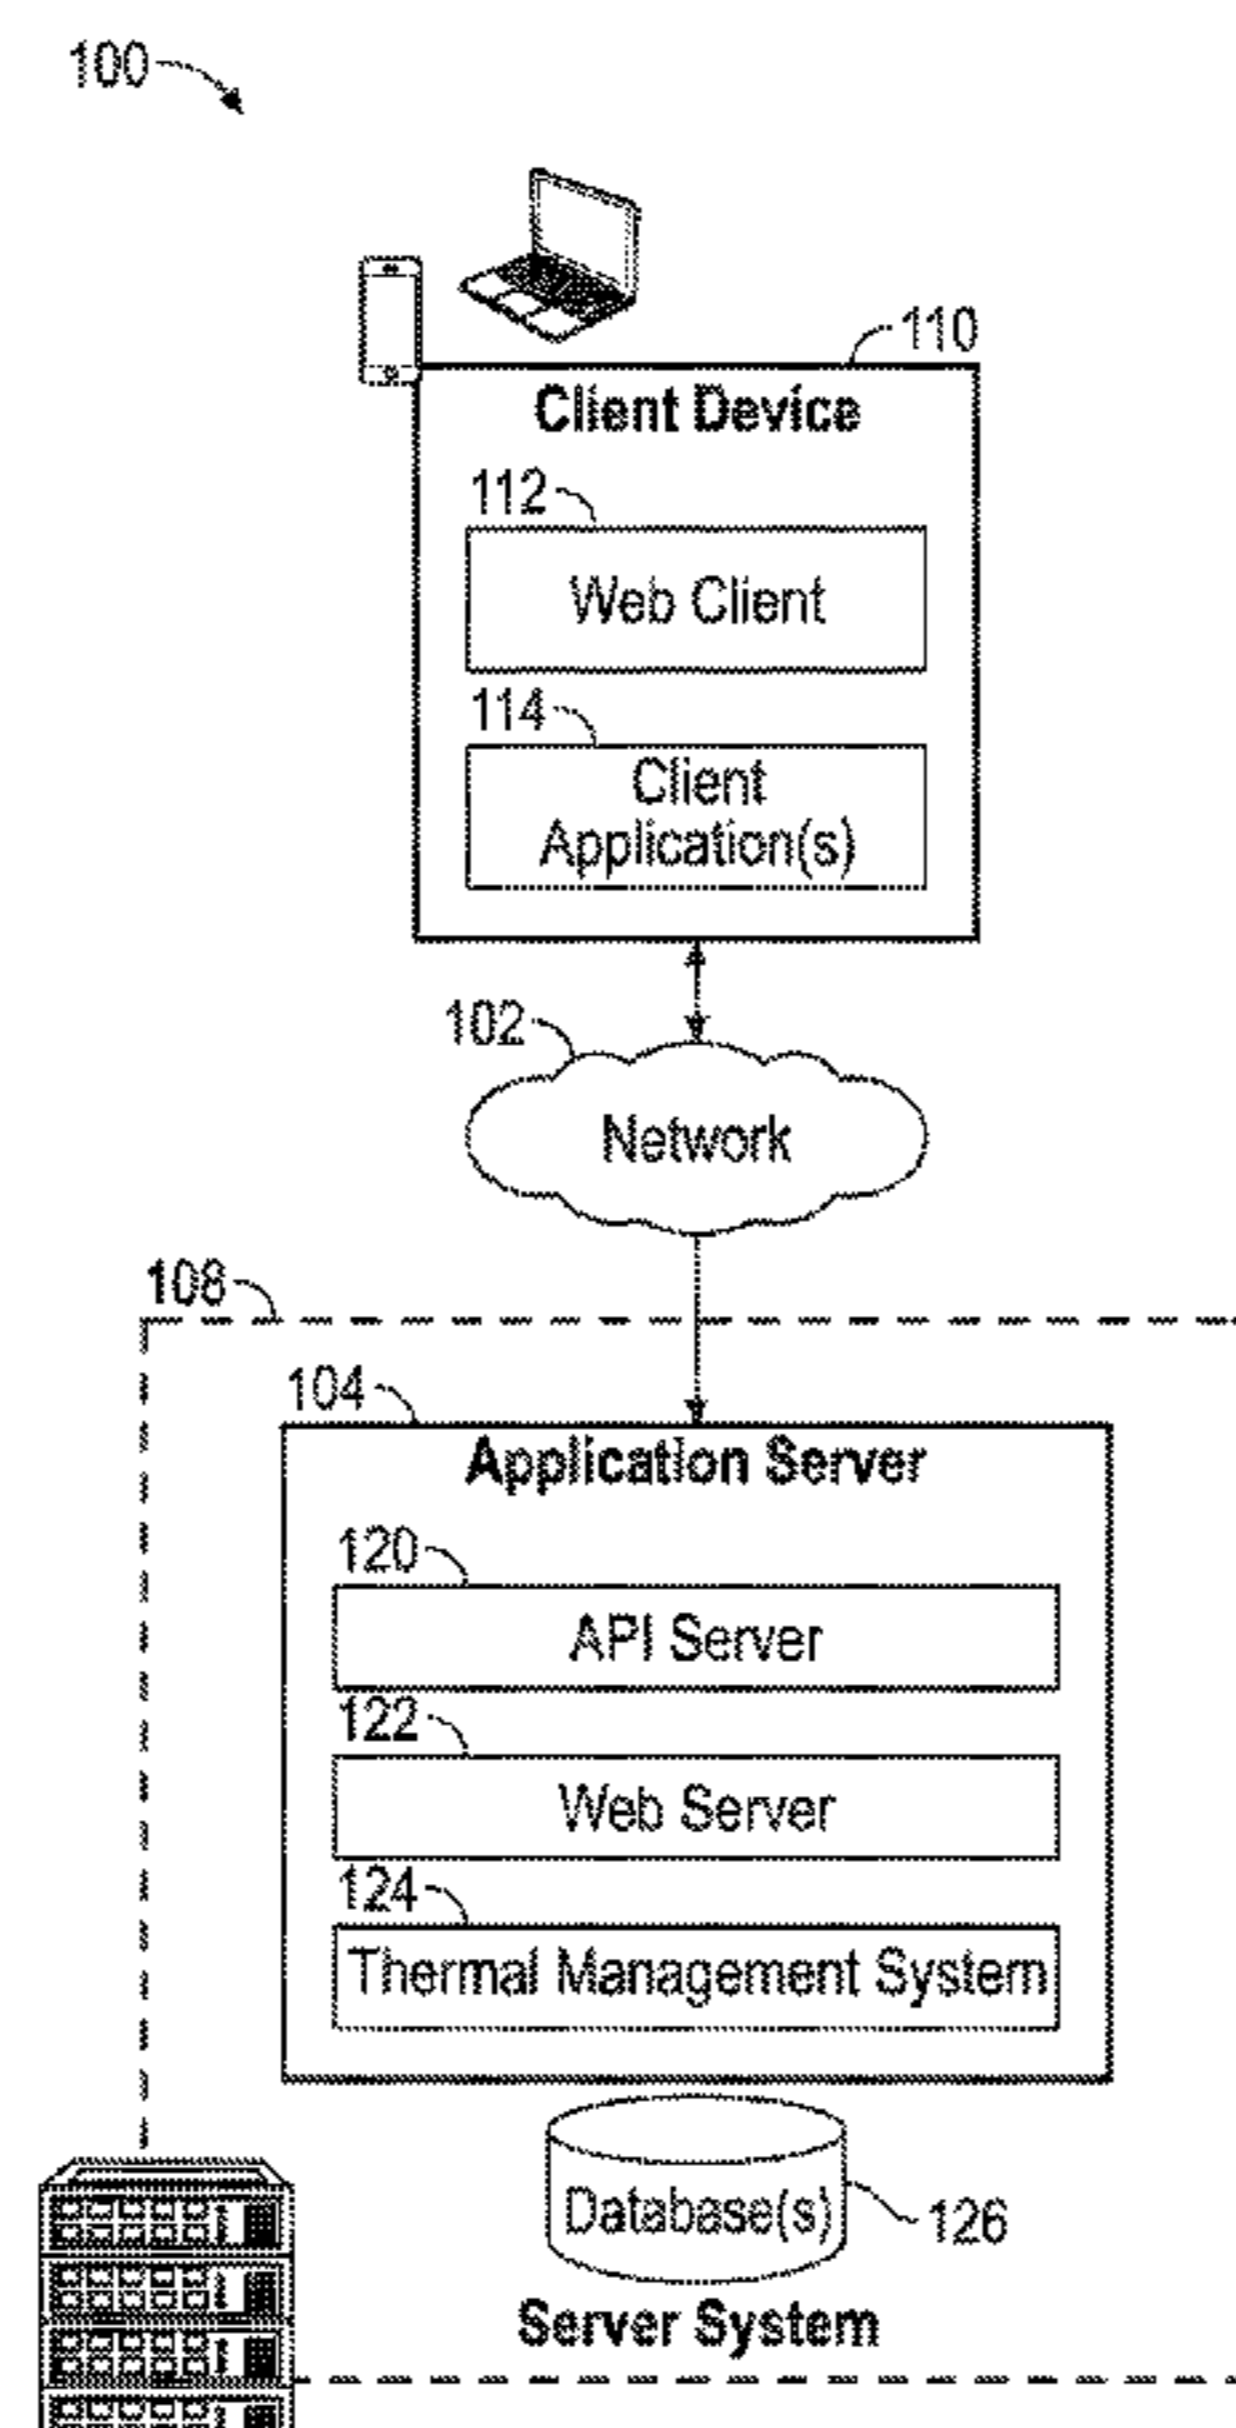 100
110
Client Device
112
Web Client
114
Client
Application(s)
102
Network
108
104
Application Server
120
API Server
122
Web Server
124
Thermal Management System
Database(s)
126
Server System